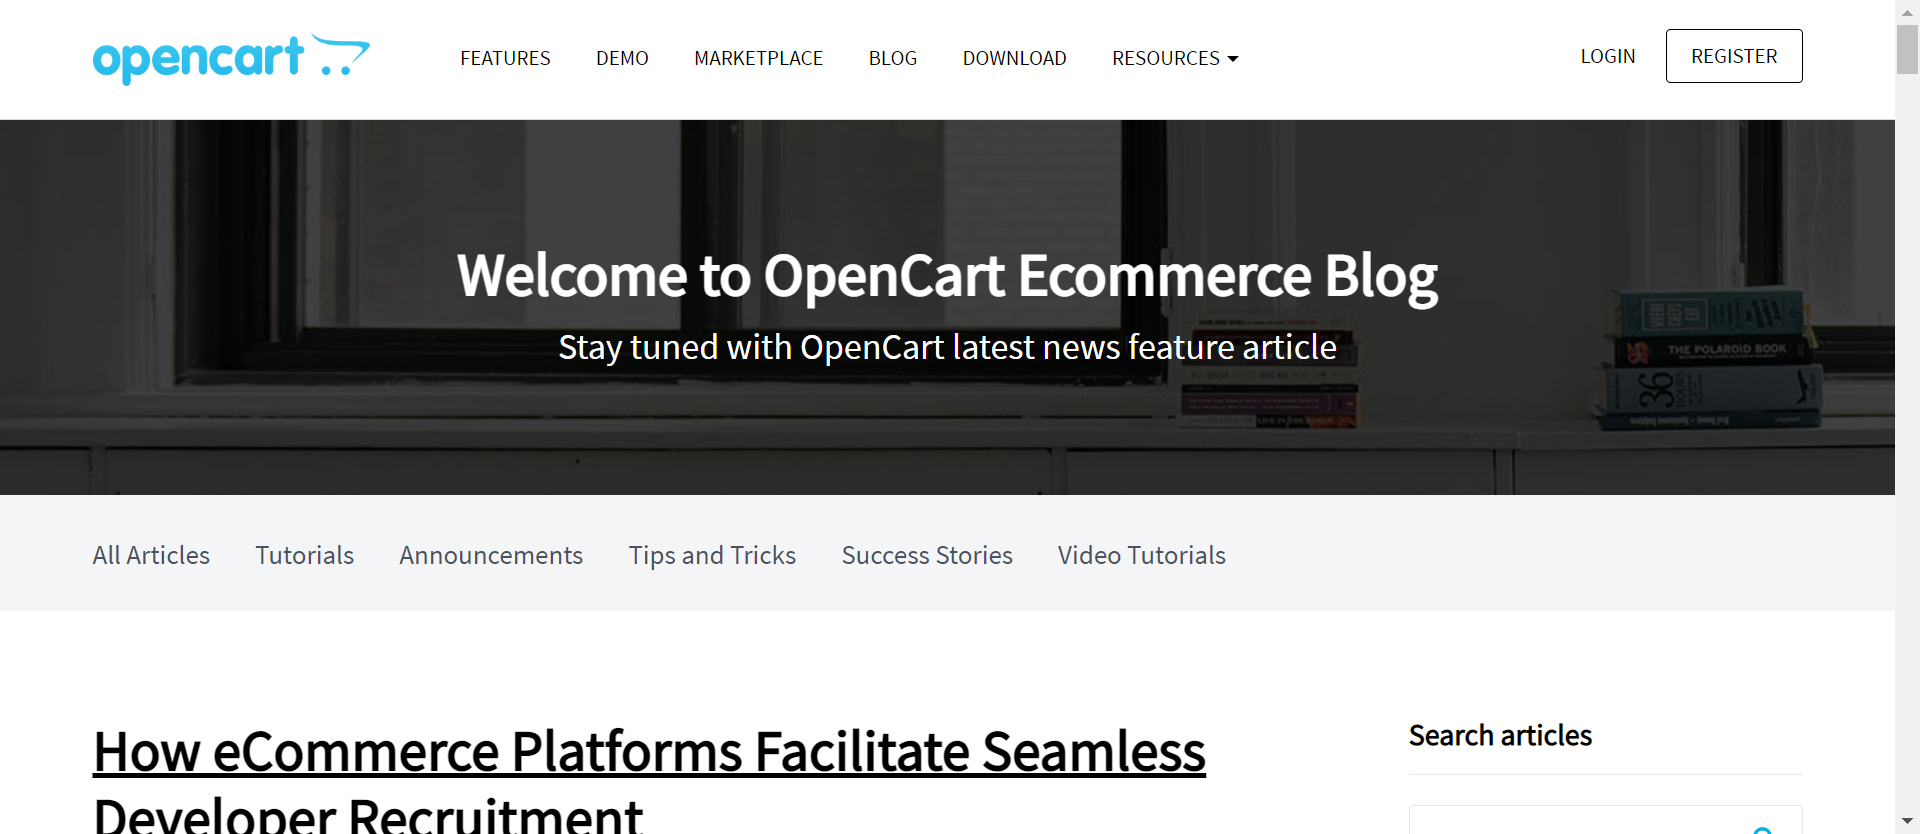 opencart
FEATURES DEMO MARKETPLACE BLOG DOWNLOAD RESOURCES
LOGIN REGISTER
Welcome to OpenCart Ecommerce Blog
Stay tuned with OpenCart latest news feature article
THE POLAROID BOOK
36
All Articles Tutorials Announcements Tips and Tricks Success Stories Video Tutorials
How eCommerce Platforms Facilitate Seamless
Developer Recruitment
Search articles